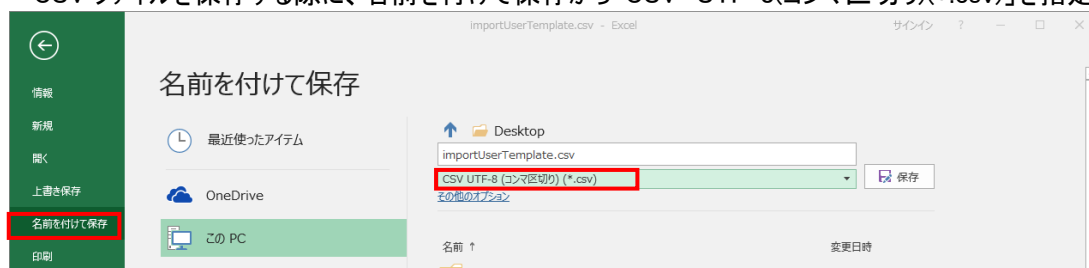 CSV ファイルを保存する際に、名前を付けて保存から「CSV UTF-8(コンマ区切り)(*.csv)」を指定
importUserTemplate.csv - Excel
サインイン ? － □ ×
名前を付けて保存
情報
新規
開く
上書き保存
名前を付けて保存
印刷
最近使ったアイテム
OneDrive
この PC
Desktop
importUserTemplate.csv
CSV UTF-8 (コンマ区切り) (*.csv)
保存
その他のオプション
名前 ↑
変更日時